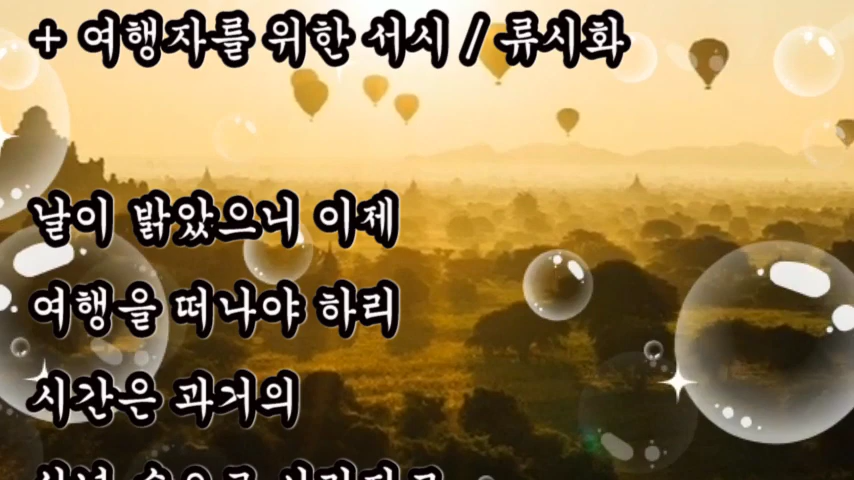 + 여행자를 위한 서시 / 류시화
날이 밝았으니 이제
여행을 떠나야 하리
시간은 과거의